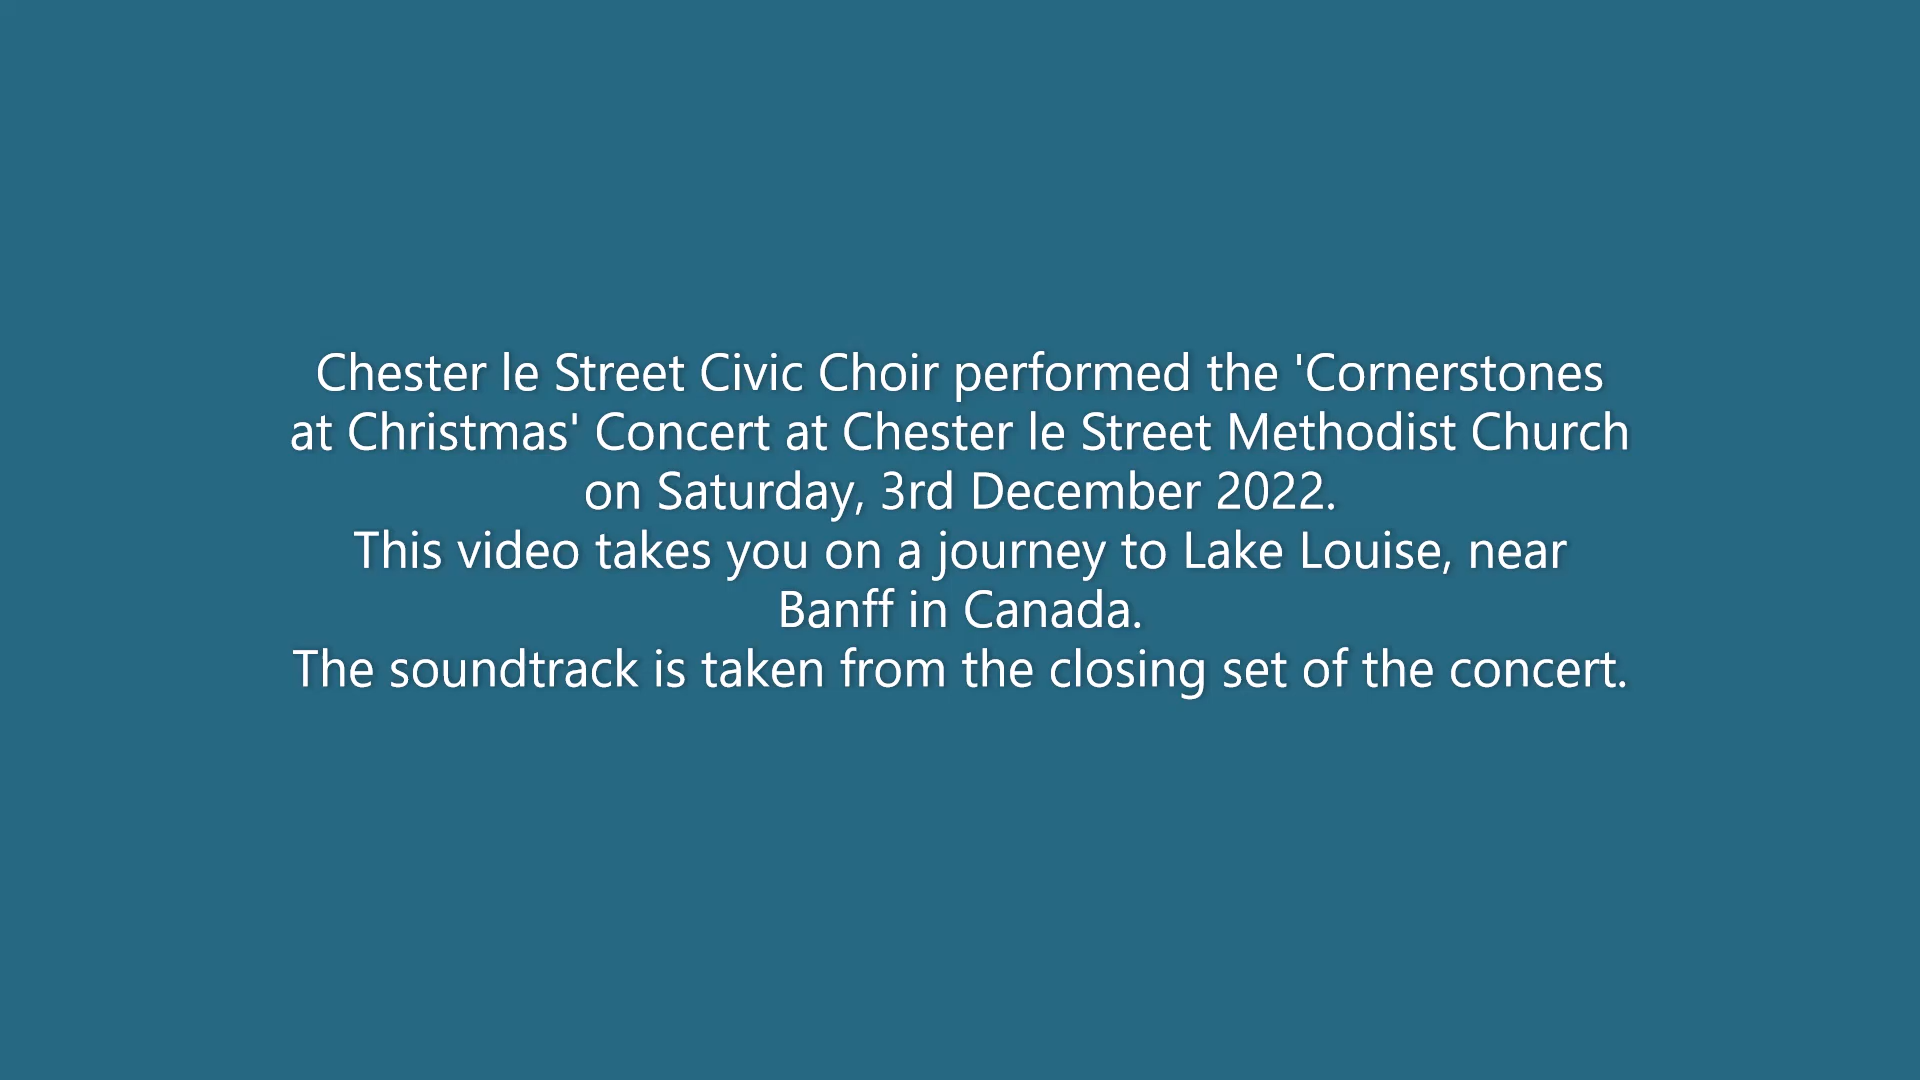 Chester le Street Civic Choir performed the 'Cornerstones
at Christmas' Concert at Chester le Street Methodist Church
on Saturday, 3rd December 2022.
This video takes you on a journey to Lake Louise, near
Banff in Canada.
The soundtrack is taken from the closing set of the concert.